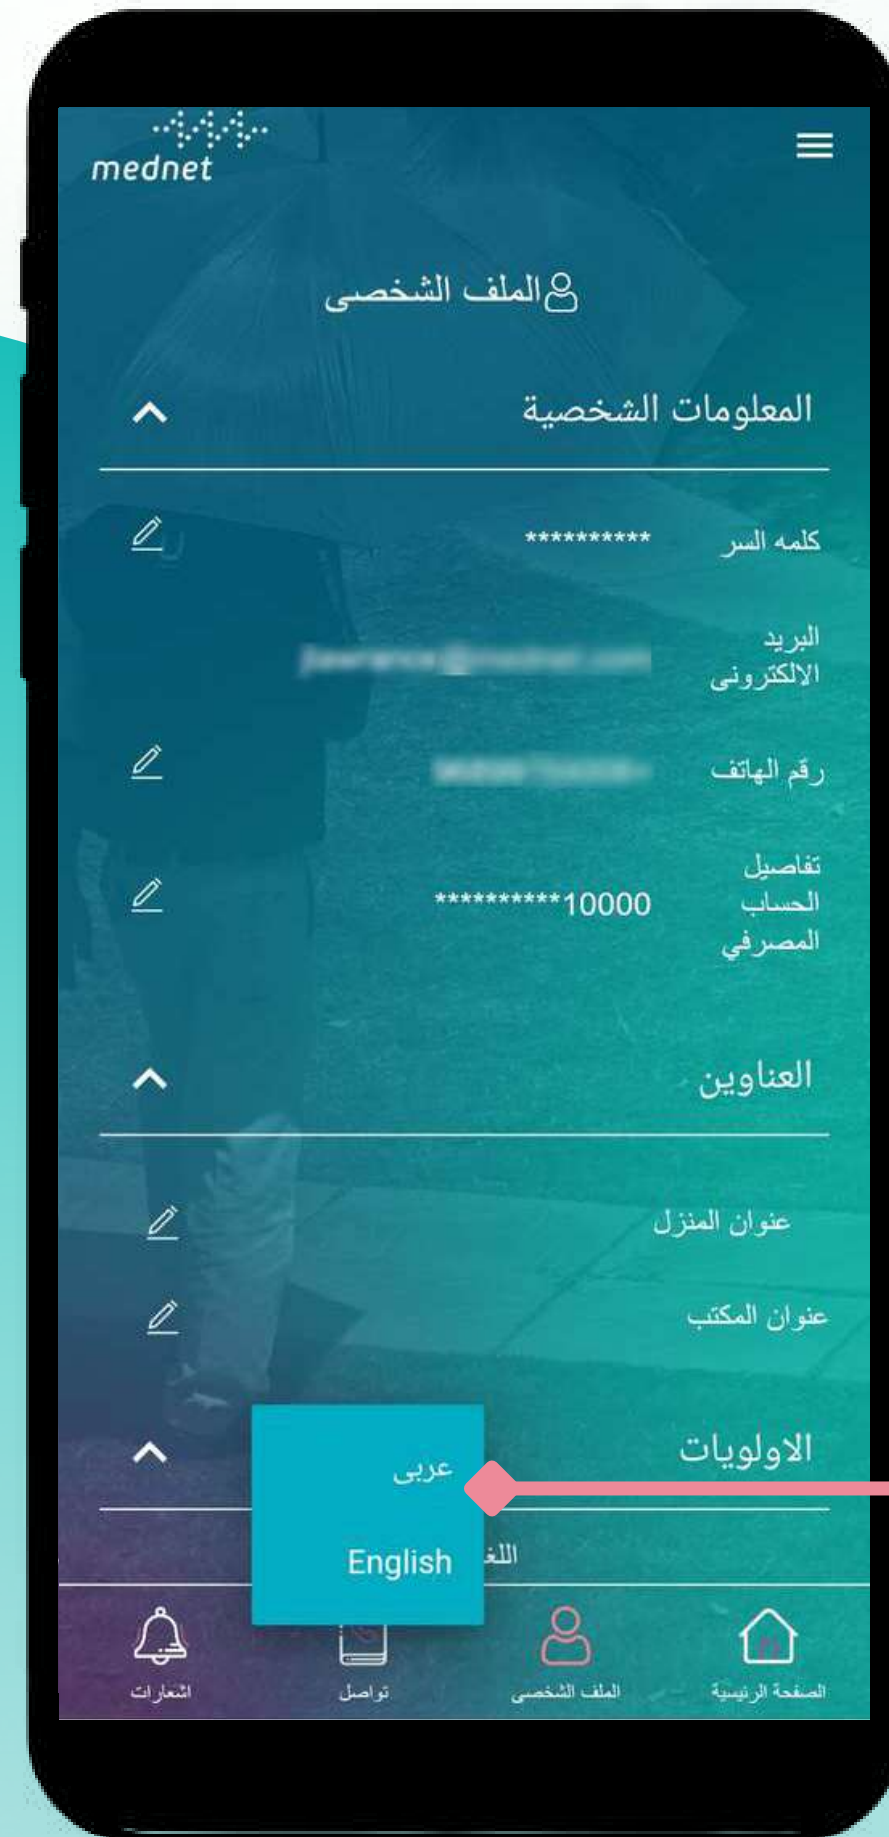 mednet
الملف الشخصى
المعلومات الشخصية
كلمه السر **********
البريد
الالكترونى
رقم الهاتف
تفاصيل
الحساب
المصرفي
**********10000
العناوين
عنوان المنزل
عنوان المكتب
الاولويات
عربى
English
الصفحة الرئيسية
الملف الشخصى
تواصل
اشعارات